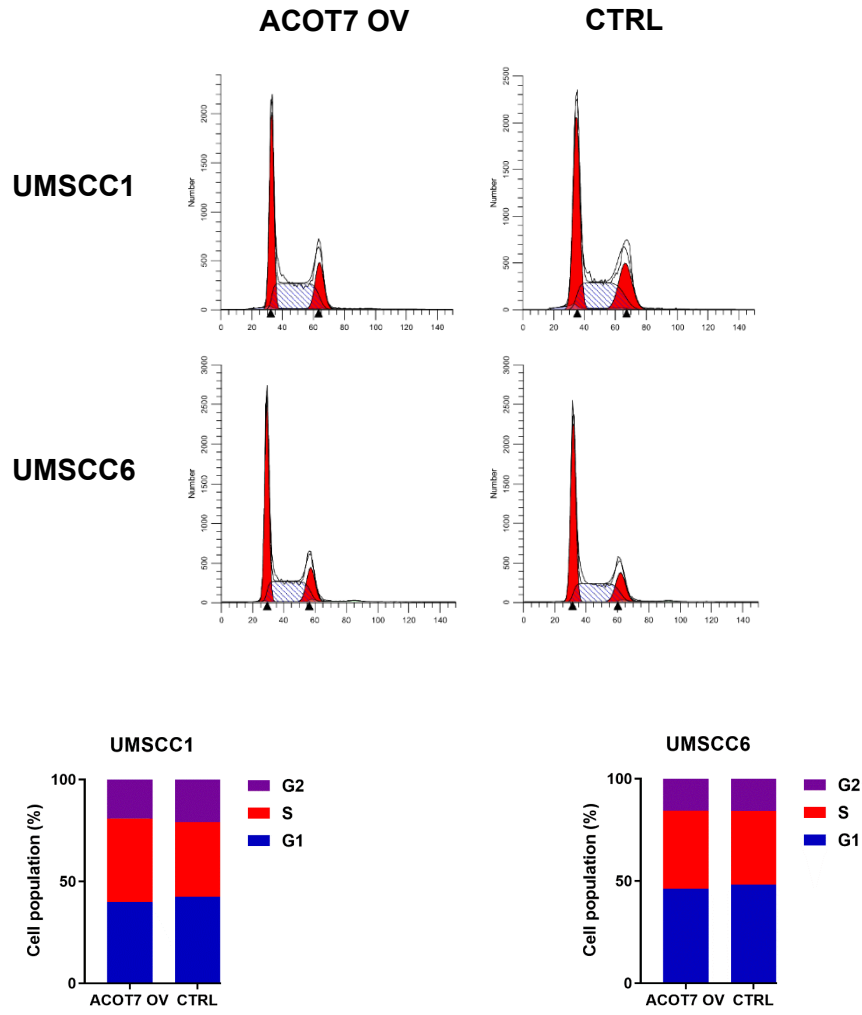 ACOT7 OV CTRL
UMSCC1
Number
0 500 1000 1500 2000
0 20 40 60 80 100 120 140
Number
0 500 1000 1500 2000 2500
0 20 40 60 80 100 120 140
UMSCC6
Number
0 500 1000 1500 2000 2500 3000
0 20 40 60 80 100 120 140
Number
0 500 1000 1500 2000 2500 3000
0 20 40 60 80 100 120 140
UMSCC1
Cell population (%)
100
50
0
ACOT7 OV CTRL
G2
S
G1
UMSCC6
Cell population (%)
100
50
0
ACOT7 OV CTRL
G2
S
G1